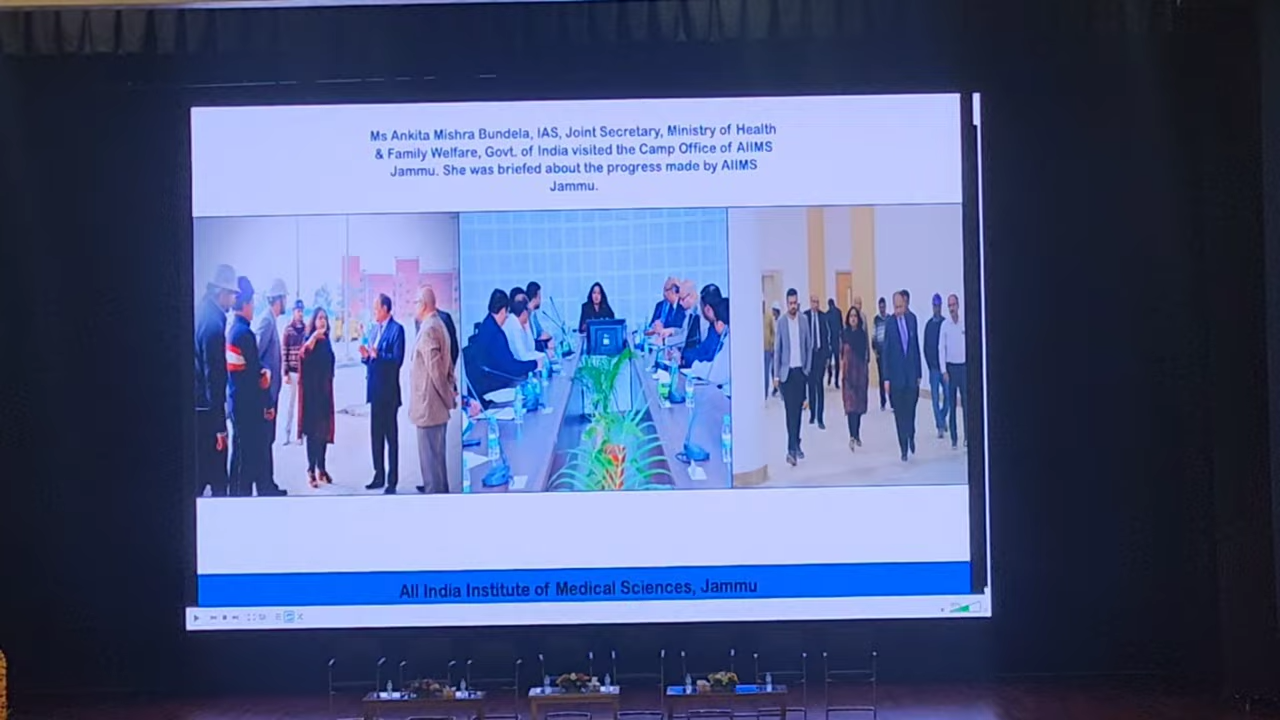 Ms Ankita Mishra Bundela, IAS, Joint Secretary, Ministry of Health
& Family Welfare, Govt. of India visited the Camp Office of AIIMS
Jammu. She was briefed about the progress made by AIIMS
Jammu.
All India Institute of Medical Sciences, Jammu